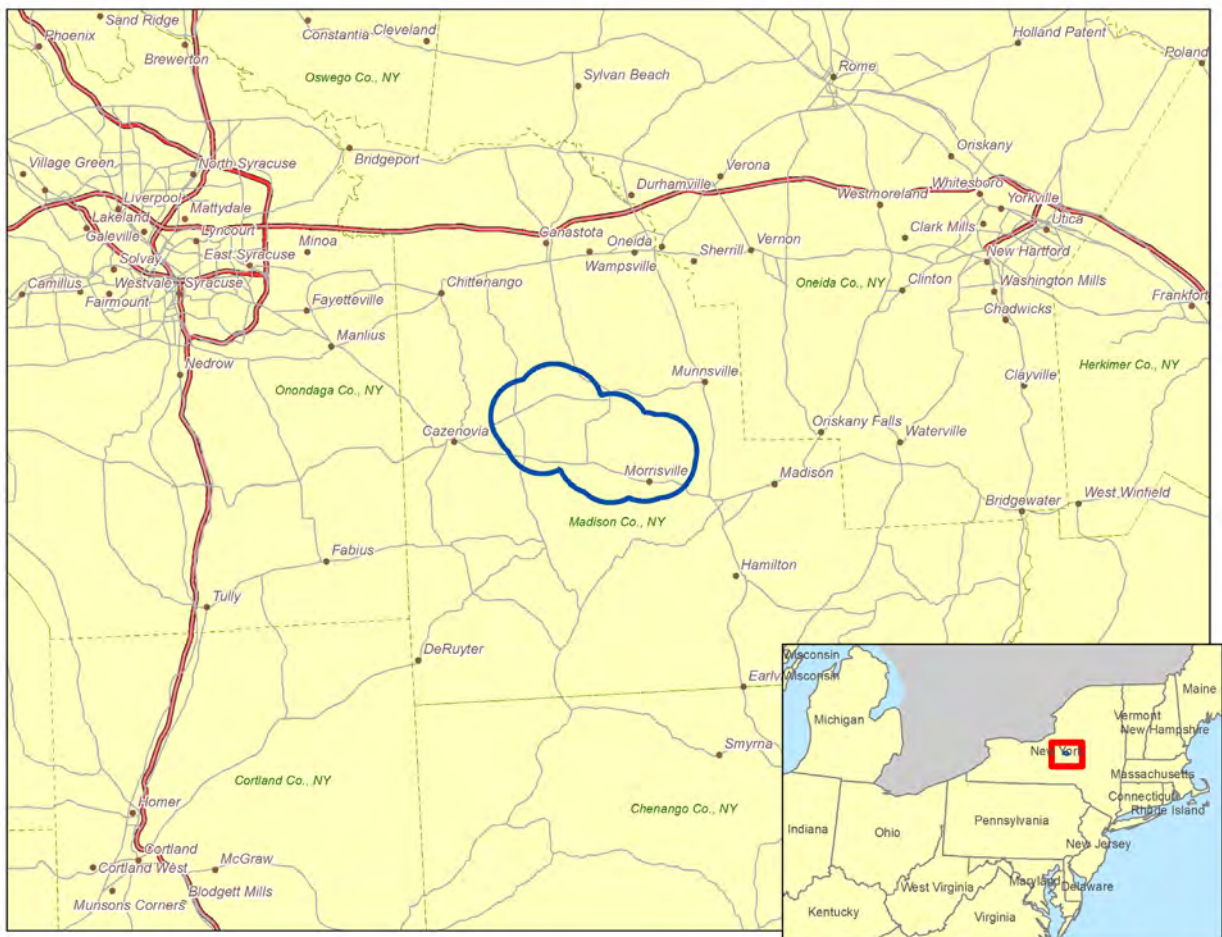 Sand Ridge
Phoenix
Brewerton
Constantia
Cleveland
Holland Patent
Poland
Oswego Co., NY
Sylvan Beach
Rome
Village Green
North Syracuse
Bridgeport
Oriskany
Verona
Durhamville
Liverpool
Lakeland
Mattydale
Galeville
Lyncourt
Westmoreland
Whitesboro
Yorkville
Utica
Clark Mills
New Hartford
Minoa
Canastota
Oneida
Wampsville
Sherrill
Vernon
Solvay
East Syracuse
Camillus
Westvale
Syracuse
Fairmount
Fayetteville
Chittenango
Oneida Co., NY
Clinton
Washington Mills
Chadwicks
Frankfort
Manlius
Nedrow
Onondaga Co., NY
Munnsville
Herkimer Co., NY
Clayville
Cazenovia
Oriskany Falls
Waterville
Morrisville
Madison
Madison Co., NY
Bridgewater
West Winfield
Fabius
Hamilton
Tully
DeRuyter
Earlv
Smyrna
Cortland Co., NY
Chenango Co., NY
Homer
Cortland
Cortland West
McGraw
Blodgett Mills
Munsons Corners
Wisconsin
Wisconsin
Michigan
Maine
Vermont
New Hampshire
New York
Massachusetts
Connecticut
Rhode Island
Indiana
Ohio
Pennsylvania
New Jersey
West Virginia
Maryland
Delaware
Kentucky
Virginia